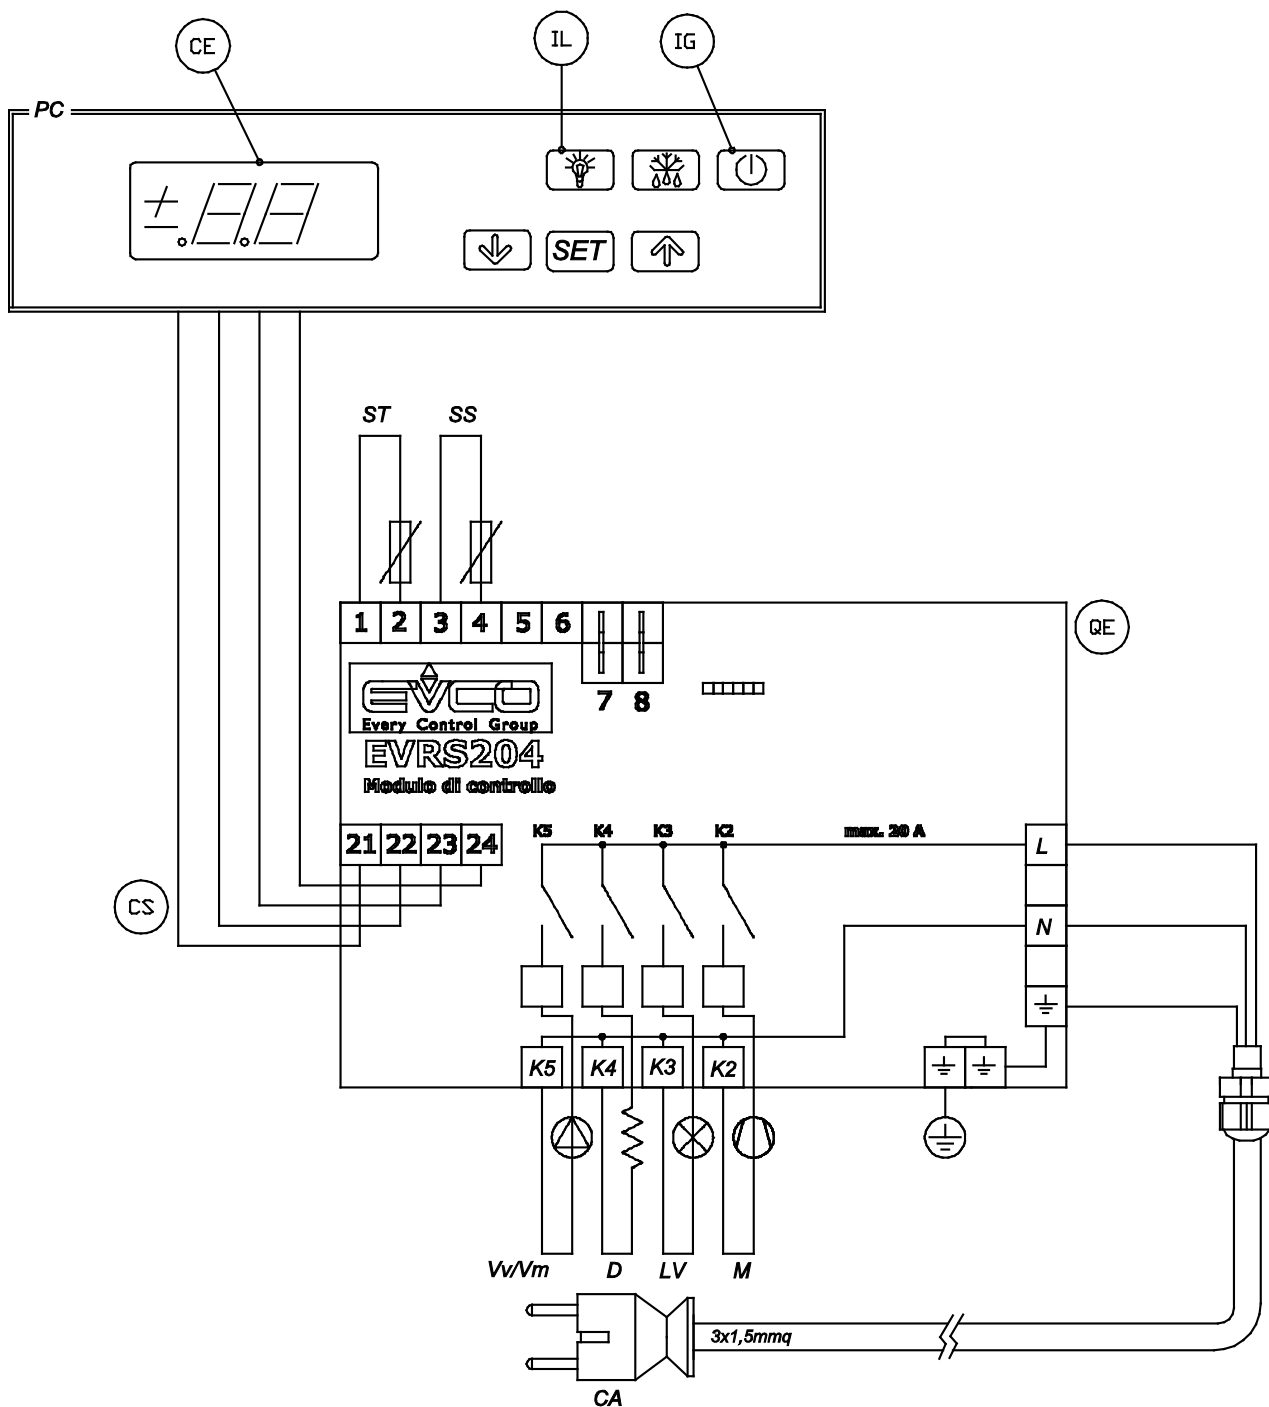 CE
IL
IG
PC
SET
ST
SS
1 2 3 4 5 6
QE
7 8
EVCO
Every Control Group
EVRS204
Modulo di controllo
K5 K4 K3 K2 max. 20 A
21 22 23 24
L
CS
N
K5 K4 K3 K2
Vv/Vm D LV M
3x1,5mmq
CA